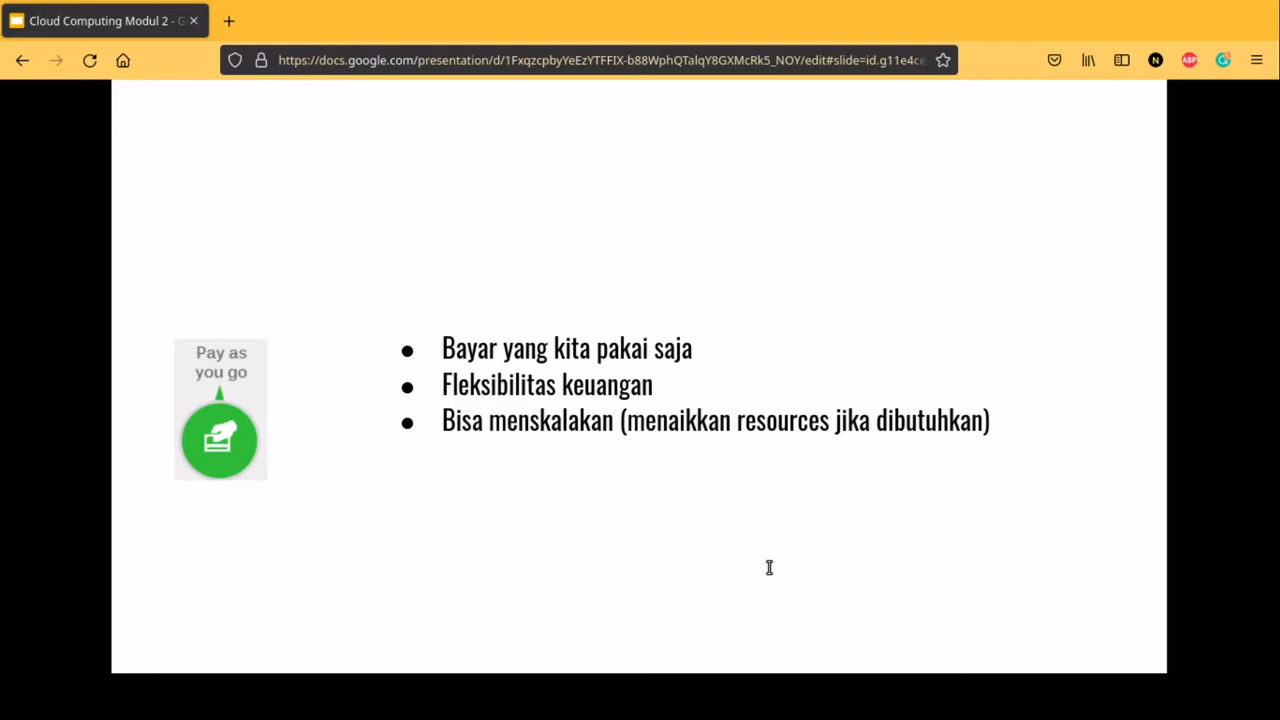 Cloud Computing Modul 2 - G
https://docs.google.com/presentation/d/1FxqzcpbyYeEzYTFFIX-b88WphQTalqY8GXMcRk5_NOY/edit#slide=id.g11e4ce
N
ABP
Pay as
you go
● Bayar yang kita pakai saja
● Fleksibilitas keuangan
● Bisa menskalakan (menaikkan resources jika dibutuhkan)